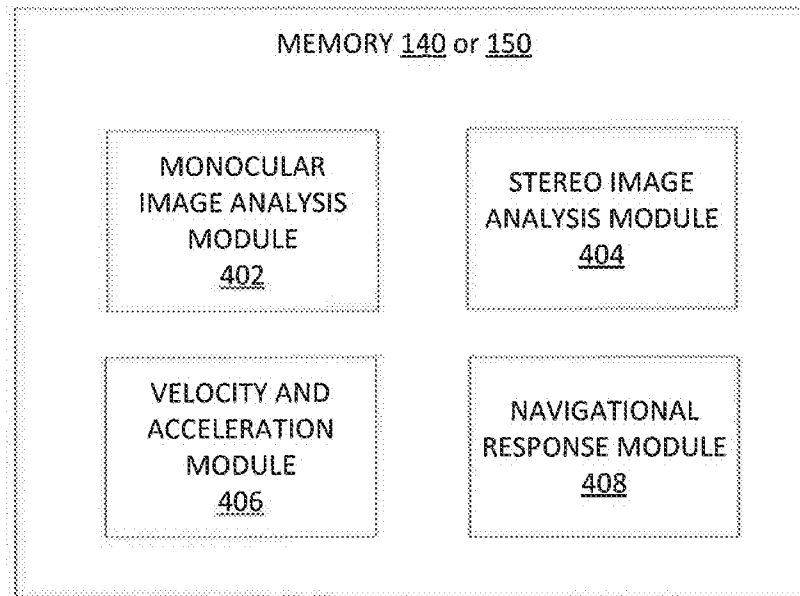 MEMORY 140 or 150
MONOCULAR
IMAGE ANALYSIS
MODULE
402
STEREO IMAGE
ANALYSIS MODULE
404
VELOCITY AND
ACCELERATION
MODULE
406
NAVIGATIONAL
RESPONSE MODULE
408